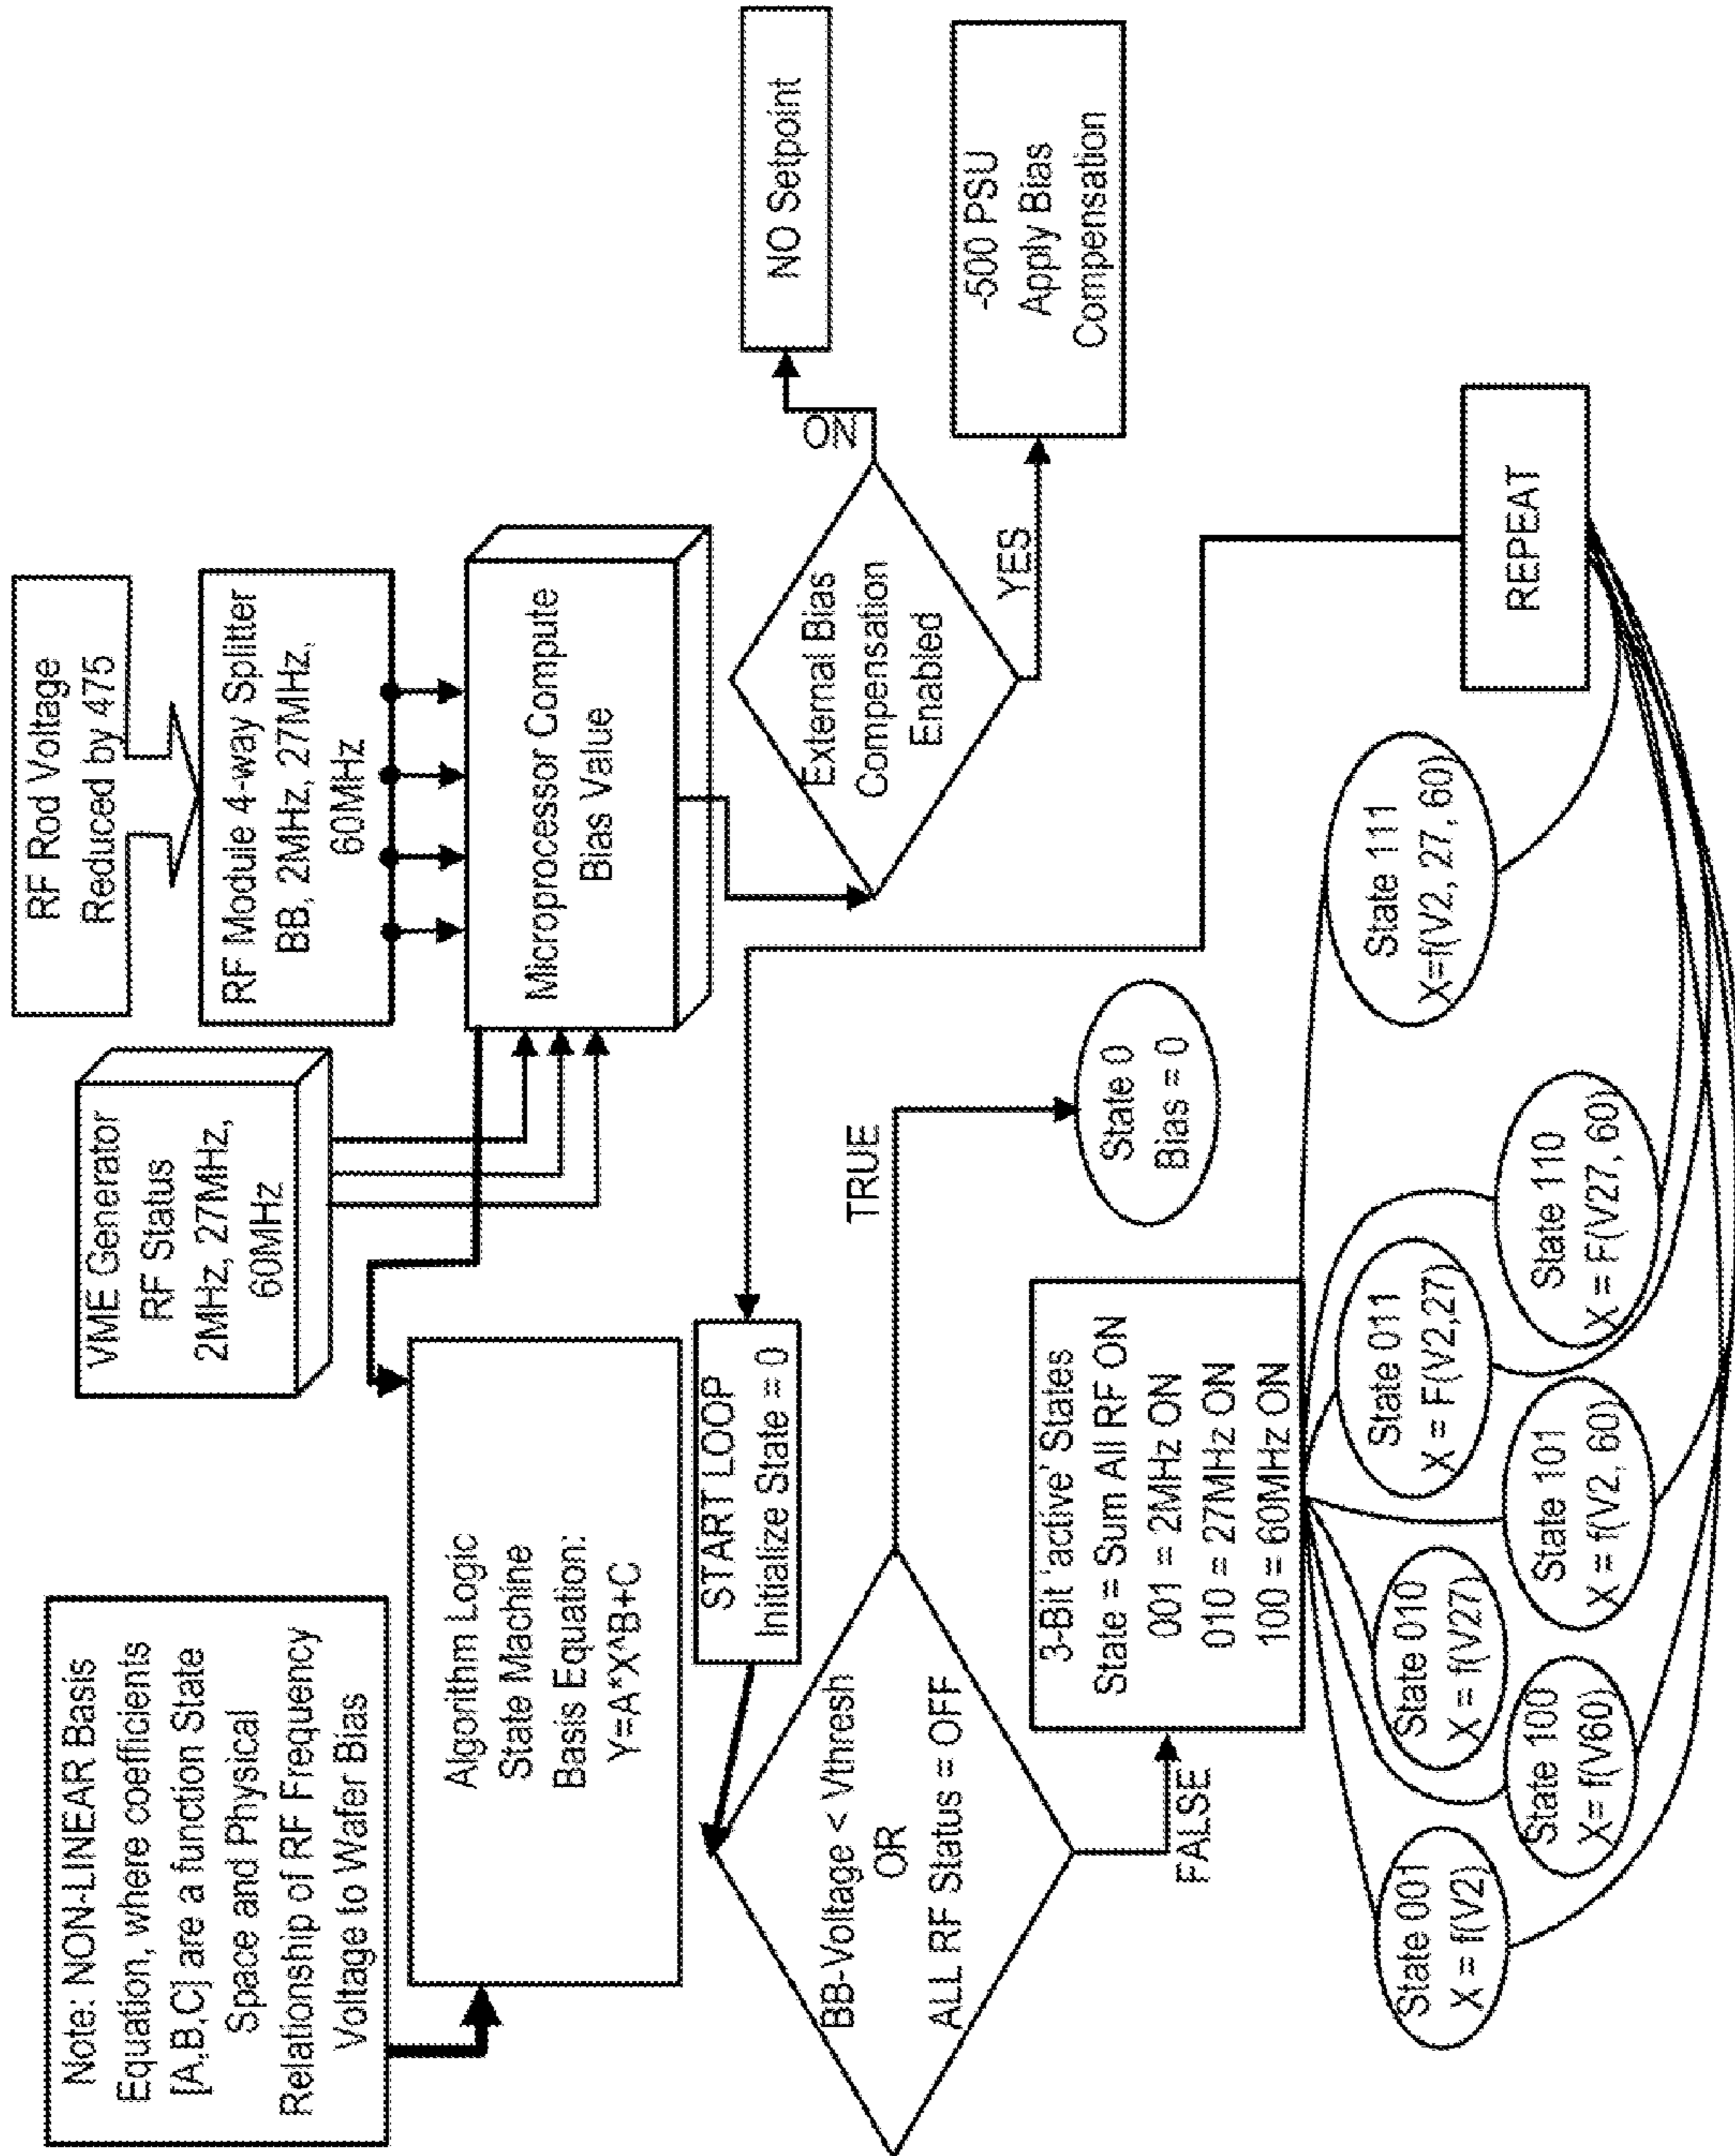 Note: NON-LINEAR Basis
Equation, where coefficients
[A,B,C] are a function State
Space and Physical
Relationship of RF Frequency
Voltage to Wafer Bias
VME Generator
RF Status
2MHz, 27MHz,
60MHz
RF Rod Voltage
Reduced by 475
RF Module 4-way Splitter
BB, 2MHz, 27MHz,
60MHz
Algorithm Logic
State Machine
Basis Equation:
Y=A*X^B+C
Microprocessor Compute
Bias Value
START LOOP
Initialize State = 0
External Bias
Compensation
Enabled
ON
NO Setpoint
YES
-500 PSU
Apply Bias
Compensation
BB-Voltage < Vthresh
OR
ALL RF Status = OFF
TRUE
State 0
Bias = 0
FALSE
3-Bit 'active' States
State = Sum All RF ON
001 = 2MHz ON
010 = 27MHz ON
100 = 60MHz ON
State 001
X = f(V2)
State 100
X= f(V60)
State 010
X = f(V27)
State 101
X = f(V2, 60)
State 011
X = F(V2,27)
State 110
X = F(V27, 60)
State 111
X=f(V2, 27, 60)
REPEAT